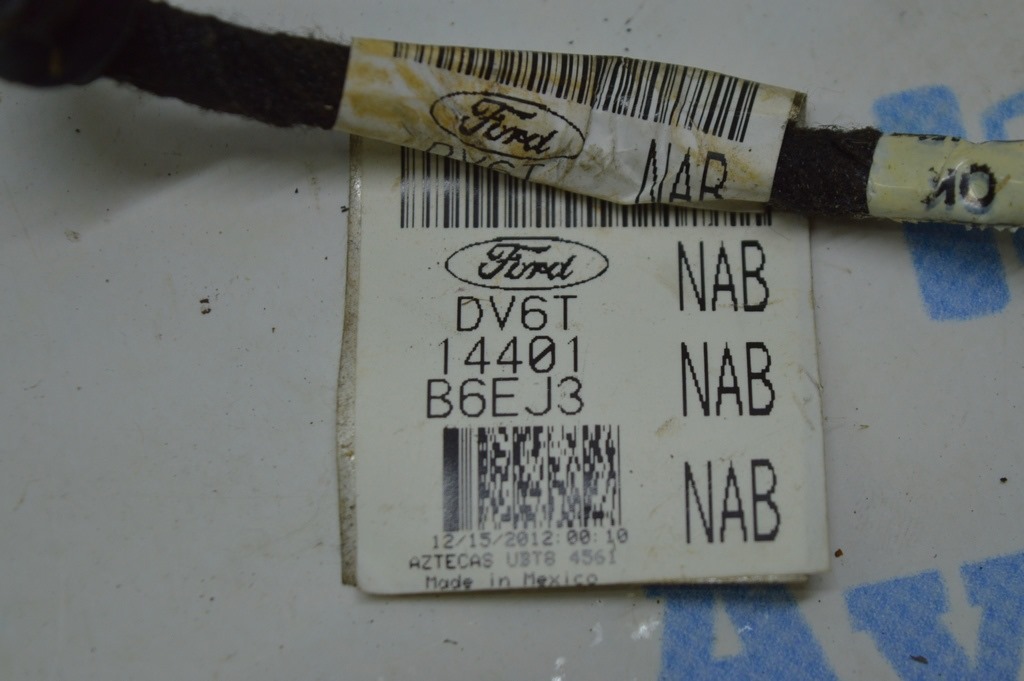 Ford
NAB
Ford
NAB
DV6T
14401
NAB
B6EJ3
NAB
12/15/2012:00:10
AZTECAS UBT8 4561
Made in Mexico